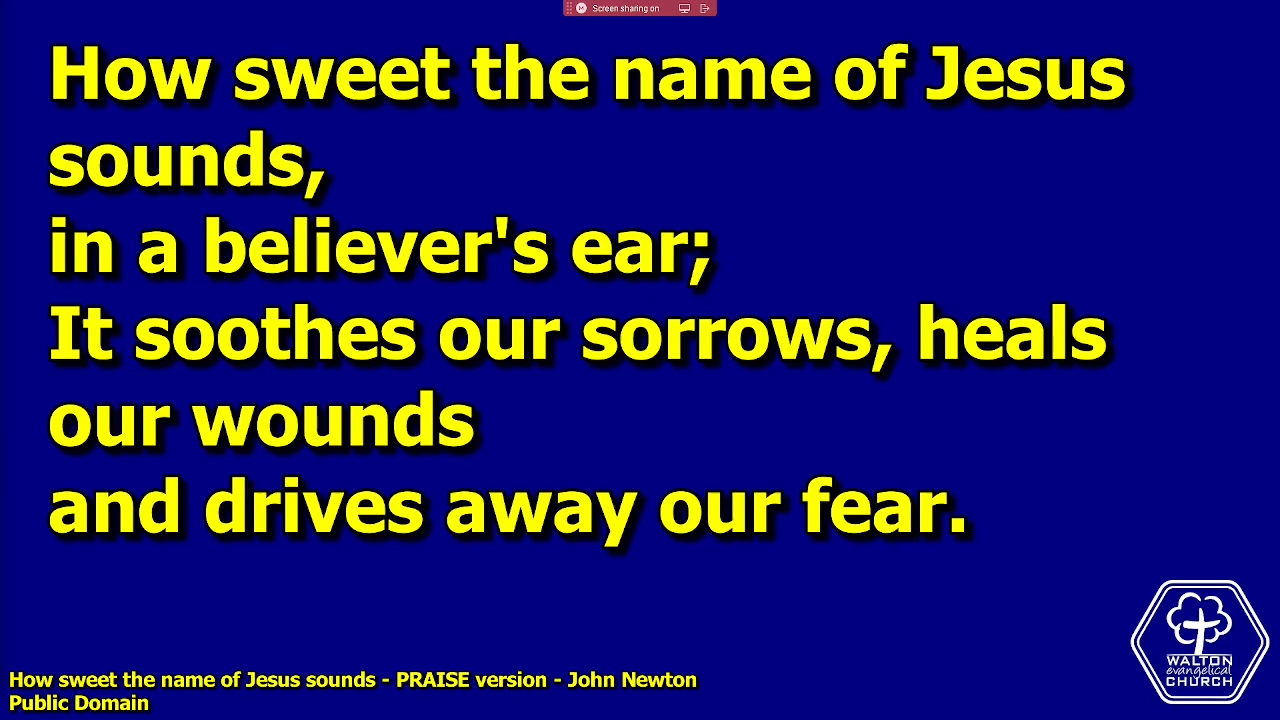 Screen sharing on
How sweet the name of Jesus
sounds,
in a believer's ear;
It soothes our sorrows, heals
our wounds
and drives away our fear.
WALTON
evangelical
CHURCH
How sweet the name of Jesus sounds - PRAISE version - John Newton
Public Domain